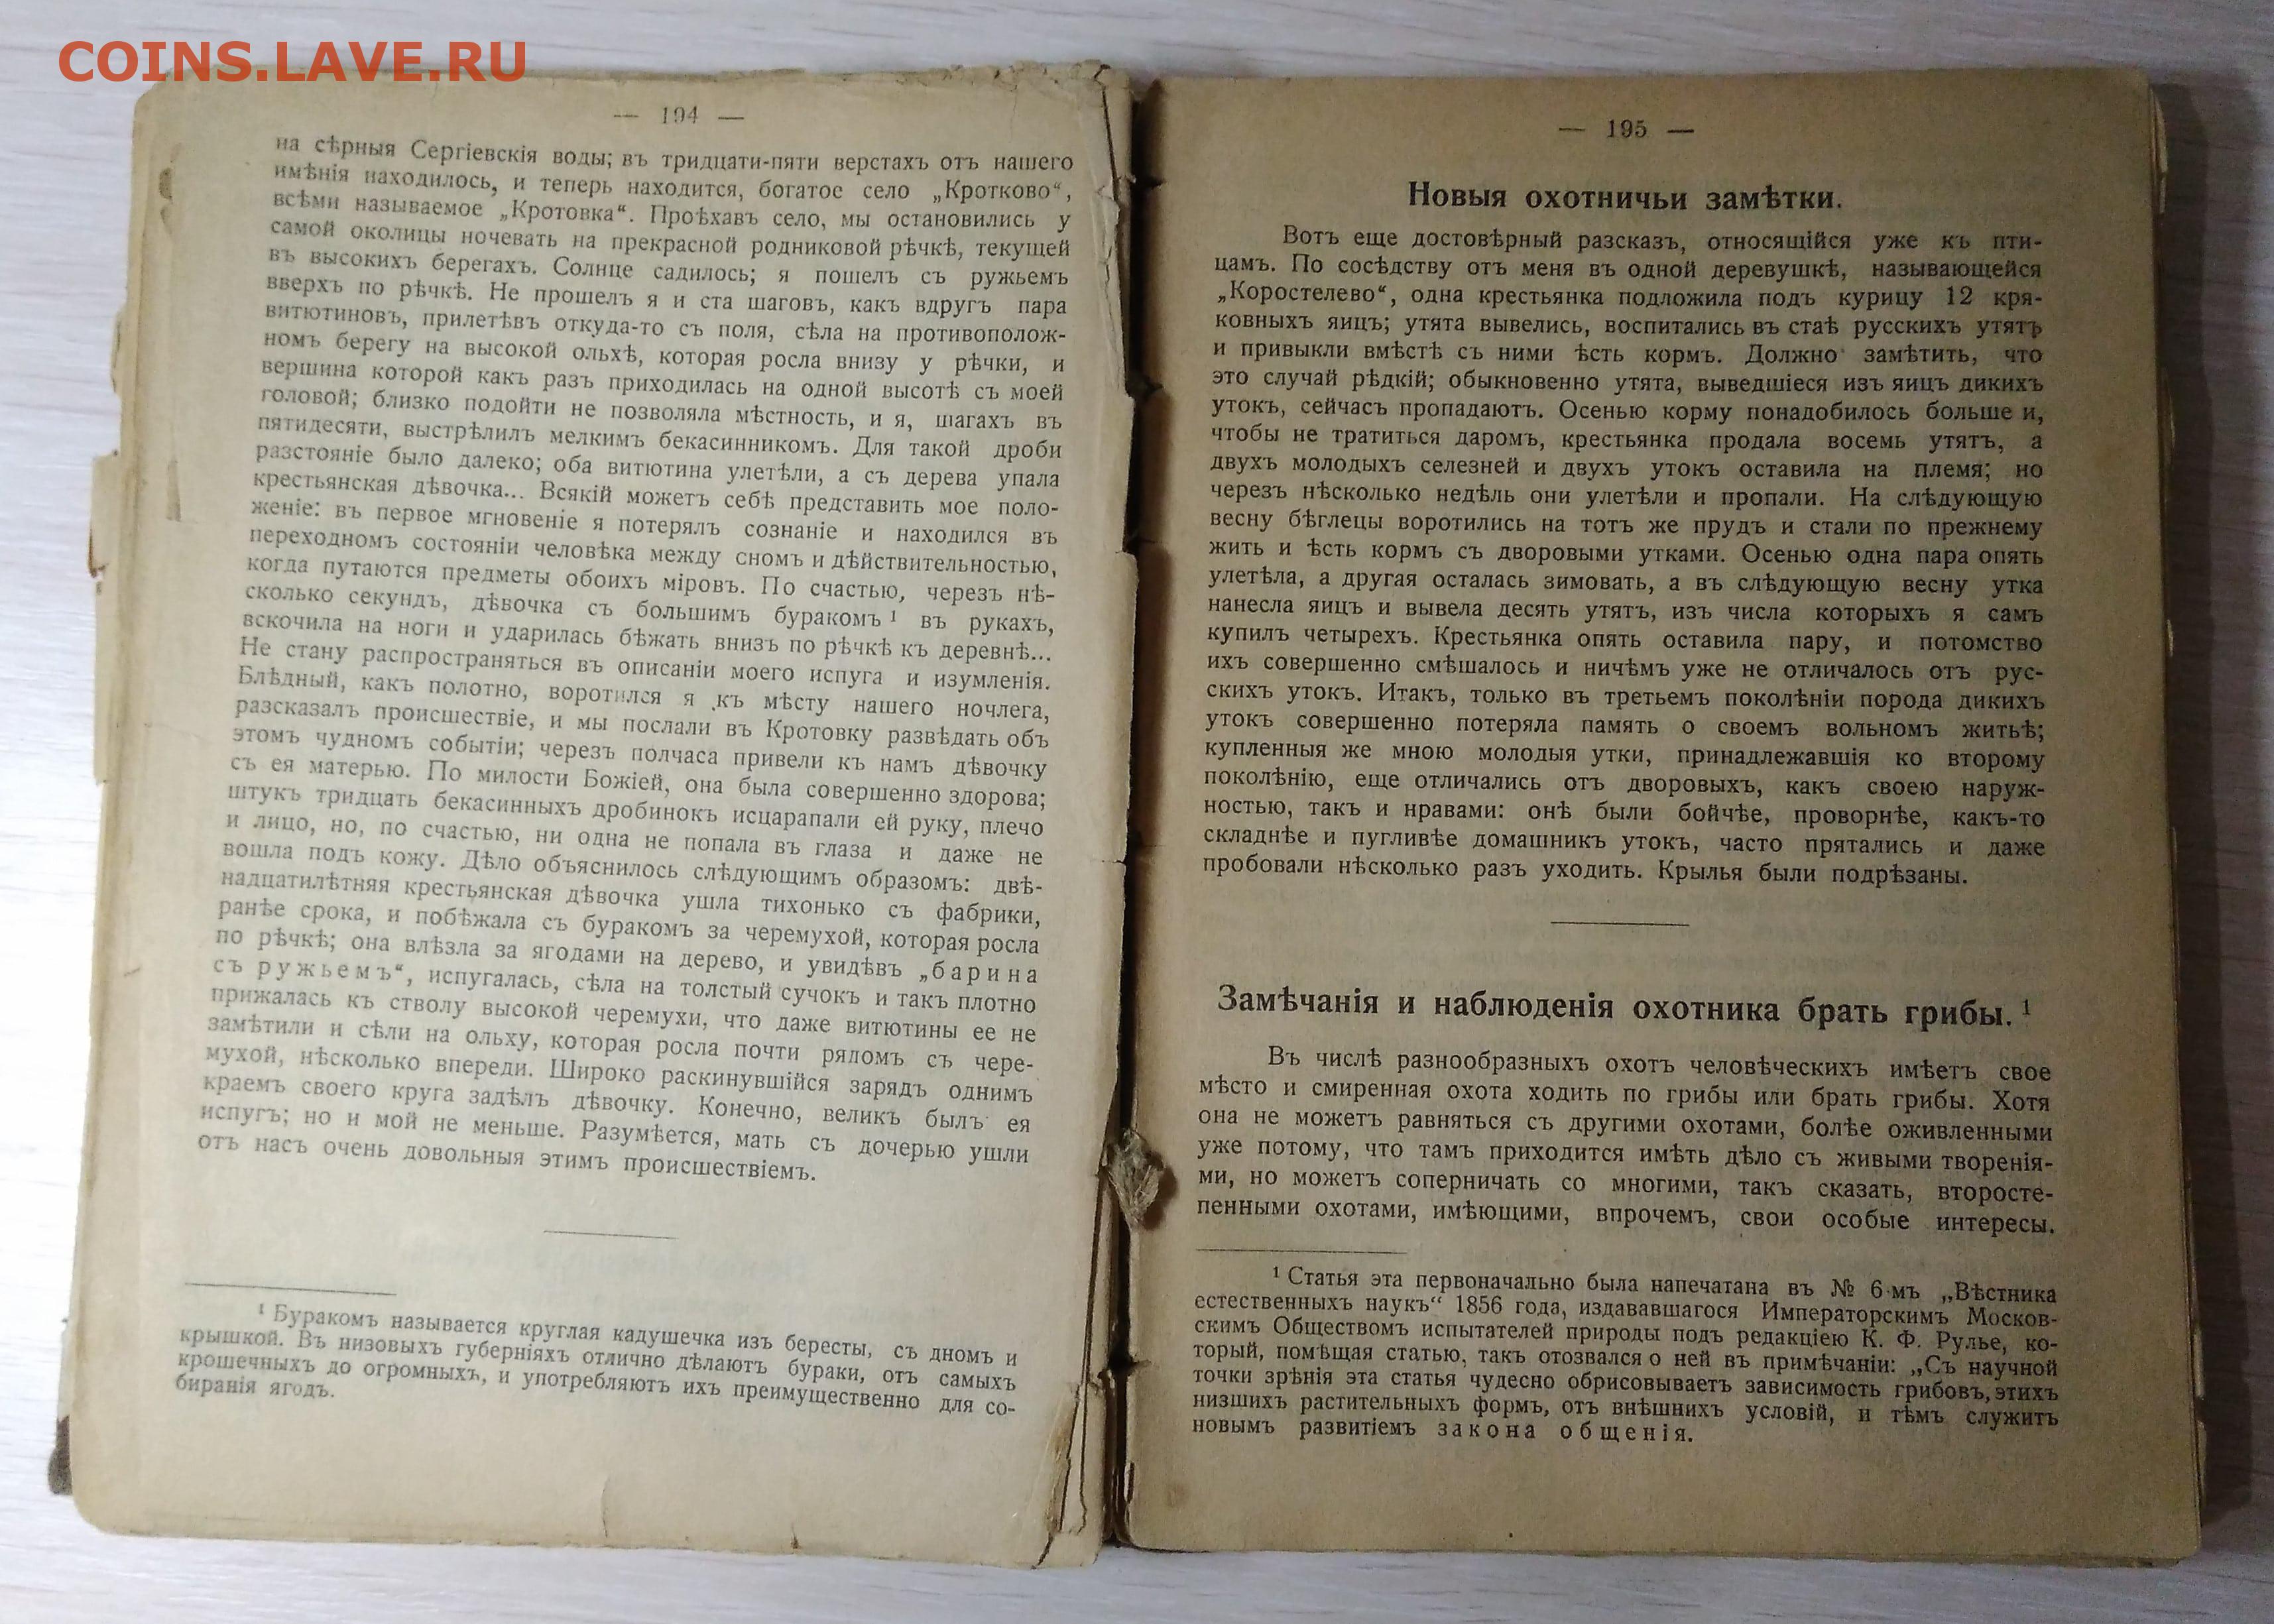 COINS.LAVE.RU
— 194 —
на сѣрныя Сергіевскія воды; въ тридцати-пяти верстахъ отъ нашего
имѣнія находилось, и теперь находится, богатое село „Кротково“,
всѣми называемое „Кротовка“. Проѣхавъ село, мы остановились у
самой околицы ночевать на прекрасной родниковой рѣчкѣ, текущей
въ высокихъ берегахъ. Солнце садилось; я пошелъ съ ружьемъ
вверхъ по рѣчкѣ. Не прошелъ я и ста шаговъ, какъ вдругъ пара
витютиновъ, прилетѣвъ откуда-то съ поля, сѣла на противополож-
номъ берегу на высокой ольхѣ, которая росла внизу у рѣчки, и
вершина которой какъ разъ приходилась на одной высотѣ съ моей
головой; близко подойти не позволяла мѣстность, и я, шагахъ въ
пятидесяти, выстрѣлилъ мелкимъ бекасинникомъ. Для такой дроби
разстояніе было далеко; оба витютина улетѣли, а съ дерева упала
крестьянская дѣвочка... Всякій можетъ себѣ представить мое поло-
женіе: въ первое мгновеніе я потерялъ сознаніе и находился въ
переходномъ состояніи человѣка между сномъ и дѣйствительностью,
когда путаются предметы обоихъ міровъ. По счастью, черезъ нѣ-
сколько секундъ, дѣвочка съ большимъ буракомъ ¹ въ рукахъ,
вскочила на ноги и ударилась бѣжать внизъ по рѣчкѣ къ деревнѣ...
Не стану распространяться въ описаніи моего испуга и изумленія.
Блѣдный, какъ полотно, воротился я къ мѣсту нашего ночлега,
разсказалъ происшествіе, и мы послали въ Кротовку развѣдать объ
этомъ чудномъ событіи; черезъ полчаса привели къ намъ дѣвочку
съ ея матерью. По милости Божіей, она была совершенно здорова;
штукъ тридцать бекасинныхъ дробинокъ исцарапали ей руку, плечо
и лицо, но, по счастью, ни одна не попала въ глаза и даже не
вошла подъ кожу. Дѣло объяснилось слѣдующимъ образомъ: двѣ-
надцатилѣтняя крестьянская дѣвочка ушла тихонько съ фабрики,
ранѣе срока, и побѣжала съ буракомъ за черемухой, которая росла
по рѣчкѣ; она влѣзла за ягодами на дерево, и увидѣвъ „барина
съ ружьемъ“, испугалась, сѣла на толстый сучокъ и такъ плотно
прижалась къ стволу высокой черемухи, что даже витютины ее не
замѣтили и сѣли на ольху, которая росла почти рядомъ съ чере-
мухой, нѣсколько впереди. Широко раскинувшійся зарядъ однимъ
краемъ своего круга задѣлъ дѣвочку. Конечно, великъ былъ ея
испугъ; но и мой не меньше. Разумѣется, мать съ дочерью ушли
отъ насъ очень довольныя этимъ происшествіемъ.
¹ Буракомъ называется круглая кадушечка изъ бересты, съ дномъ и
крышкой. Въ низовыхъ губерніяхъ отлично дѣлаютъ бураки, отъ самыхъ
крошечныхъ до огромныхъ, и употребляютъ ихъ преимущественно для со-
биранія ягодъ.
— 195 —
Новыя охотничьи замѣтки.
Вотъ еще достовѣрный разсказъ, относящійся уже къ пти-
цамъ. По сосѣдству отъ меня въ одной деревушкѣ, называющейся
„Коростелево“, одна крестьянка подложила подъ курицу 12 кря-
ковныхъ яицъ; утята вывелись, воспитались въ стаѣ русскихъ утятъ
и привыкли вмѣстѣ съ ними ѣсть кормъ. Должно замѣтить, что
это случай рѣдкій; обыкновенно утята, выведшіеся изъ яицъ дикихъ
утокъ, сейчасъ пропадаютъ. Осенью корму понадобилось больше и,
чтобы не тратиться даромъ, крестьянка продала восемь утятъ, а
двухъ молодыхъ селезней и двухъ утокъ оставила на племя; но
черезъ нѣсколько недѣль они улетѣли и пропали. На слѣдующую
весну бѣглецы воротились на тотъ же прудъ и стали по прежнему
жить и ѣсть кормъ съ дворовыми утками. Осенью одна пара опять
улетѣла, а другая осталась зимовать, а въ слѣдующую весну утка
нанесла яицъ и вывела десять утятъ, изъ числа которыхъ я самъ
купилъ четырехъ. Крестьянка опять оставила пару, и потомство
ихъ совершенно смѣшалось и ничѣмъ уже не отличалось отъ рус-
скихъ утокъ. Итакъ, только въ третьемъ поколѣніи порода дикихъ
утокъ совершенно потеряла память о своемъ вольномъ житьѣ;
купленныя же мною молодыя утки, принадлежавшія ко второму
поколѣнію, еще отличались отъ дворовыхъ, какъ своею наруж-
ностью, такъ и нравами: онѣ были бойчѣе, проворнѣе, какъ-то
складнѣе и пугливѣе домашникъ утокъ, часто прятались и даже
пробовали нѣсколько разъ уходить. Крылья были подрѣзаны.
Замѣчанія и наблюденія охотника брать грибы. ¹
Въ числѣ разнообразныхъ охотъ человѣческихъ имѣетъ свое
мѣсто и смиренная охота ходить по грибы или брать грибы. Хотя
она не можетъ равняться съ другими охотами, болѣе оживленными
уже потому, что тамъ приходится имѣть дѣло съ живыми творенія-
ми, но можетъ соперничать со многими, такъ сказать, второсте-
пенными охотами, имѣющими, впрочемъ, свои особые интересы.
¹ Статья эта первоначально была напечатана въ № 6-мъ „Вѣстника
естественныхъ наукъ“ 1856 года, издававшагося Императорскимъ Москов-
скимъ Обществомъ испытателей природы подъ редакціею К. Ф. Рулье, ко-
торый, помѣщая статью, такъ отозвался о ней въ примѣчаніи: „Съ научной
точки зрѣнія эта статья чудесно обрисовываетъ зависимость грибовъ, этихъ
низшихъ растительныхъ формъ, отъ внѣшнихъ условій, и тѣмъ служитъ
новымъ развитіемъ закона общенія.